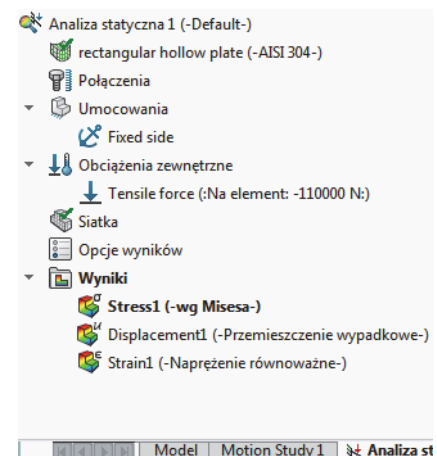 Analiza statyczna 1 (-Default-)
rectangular hollow plate (-AISI 304-)
Połączenia
Umocowania
Fixed side
Obciążenia zewnętrzne
Tensile force (:Na element: -110000 N:)
Siatka
Opcje wyników
Wyniki
Stress1 (-wg Misesa-)
Displacement1 (-Przemieszczenie wypadkowe-)
Strain1 (-Naprężenie równoważne-)
Model Motion Study 1 Analiza st